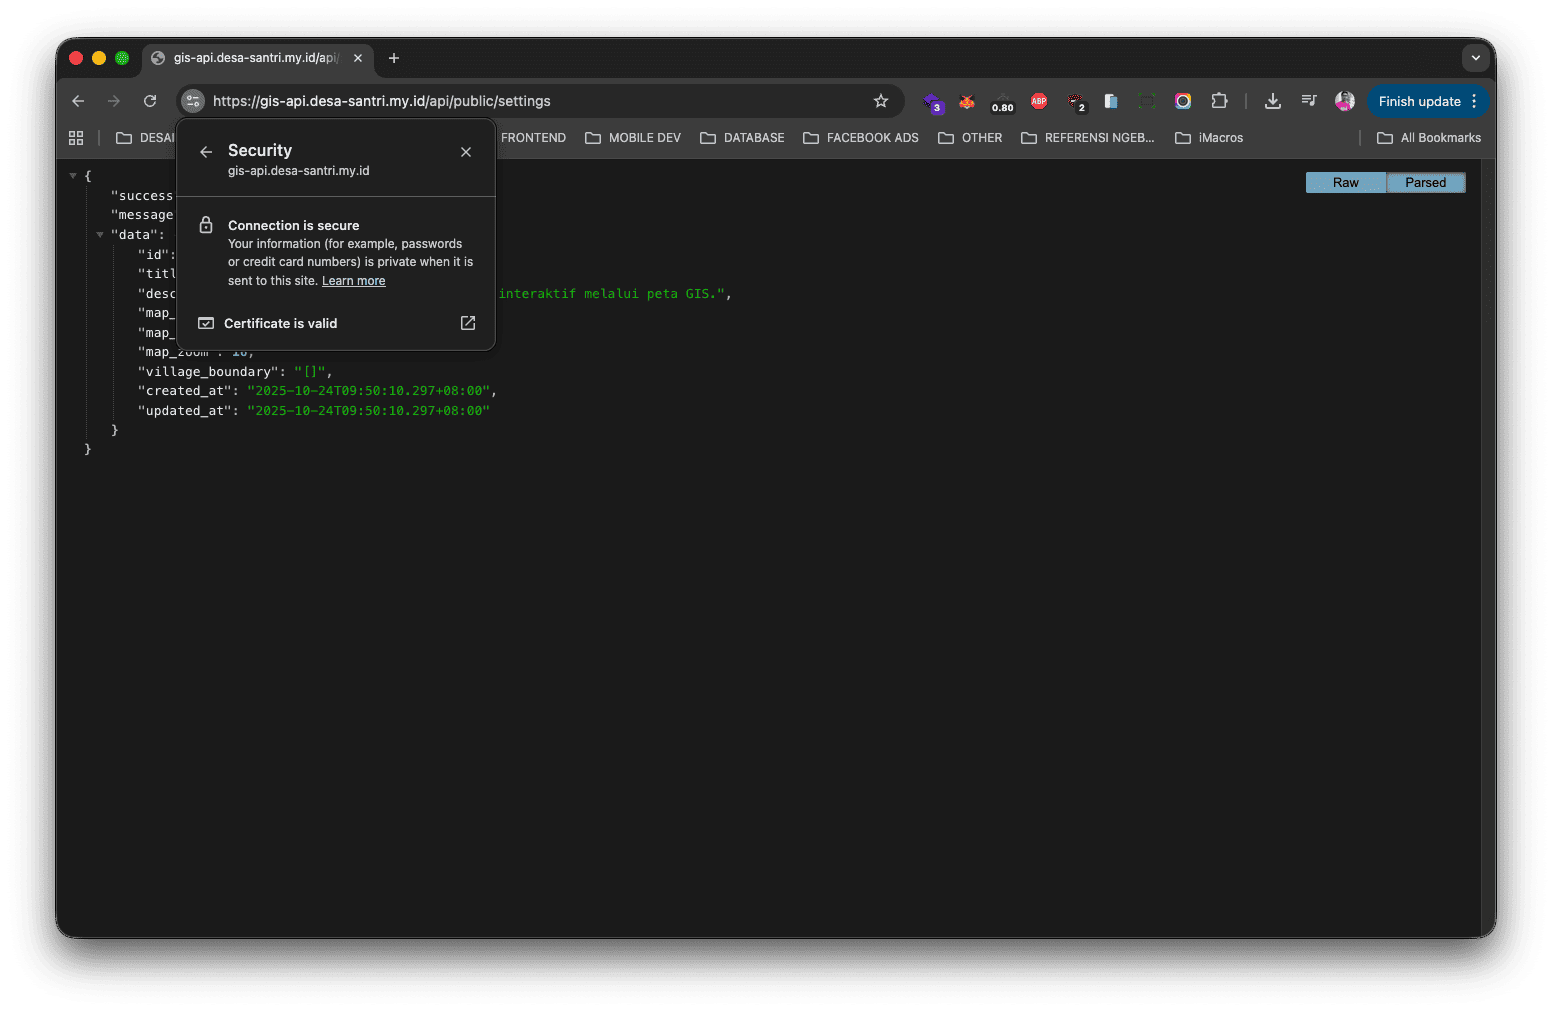 gis-api.desa-santri.my.id/api/
https://gis-api.desa-santri.my.id/api/public/settings
3
0.80
ABP
2
Finish update
DESAI
FRONTEND
MOBILE DEV
DATABASE
FACEBOOK ADS
OTHER
REFERENSI NGEB...
iMacros
All Bookmarks
Security
gis-api.desa-santri.my.id
Connection is secure
Your information (for example, passwords
or credit card numbers) is private when it is
sent to this site. Learn more
Certificate is valid
Raw
Parsed
{
"success
"message
"data":
"id":
"titl
"desc interaktif melalui peta GIS.",
"map_
"map_
"map_zoom": 16,
"village_boundary": "[]",
"created_at": "2025-10-24T09:50:10.297+08:00",
"updated_at": "2025-10-24T09:50:10.297+08:00"
}
}